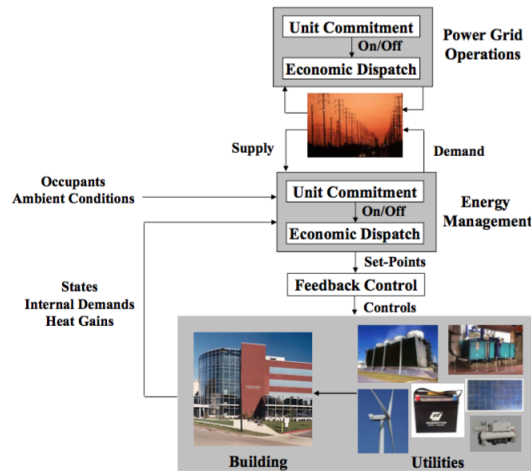 Unit Commitment
On/Off
Economic Dispatch
Power Grid
Operations
Supply
Demand
Occupants
Ambient Conditions
Unit Commitment
On/Off
Economic Dispatch
Energy
Management
Set-Points
Feedback Control
Controls
States
Internal Demands
Heat Gains
Building
Utilities